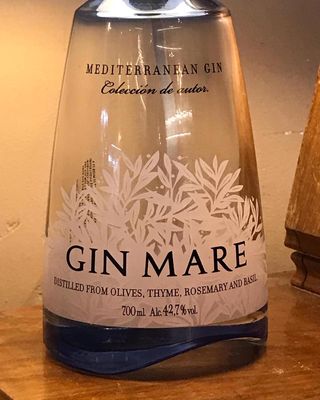 MEDITERRANEAN GIN
Colección de autor.
GIN MARE
DISTILLED FROM OLIVES, THYME, ROSEMARY AND BASIL
700ml. Alc.42,7%vol.